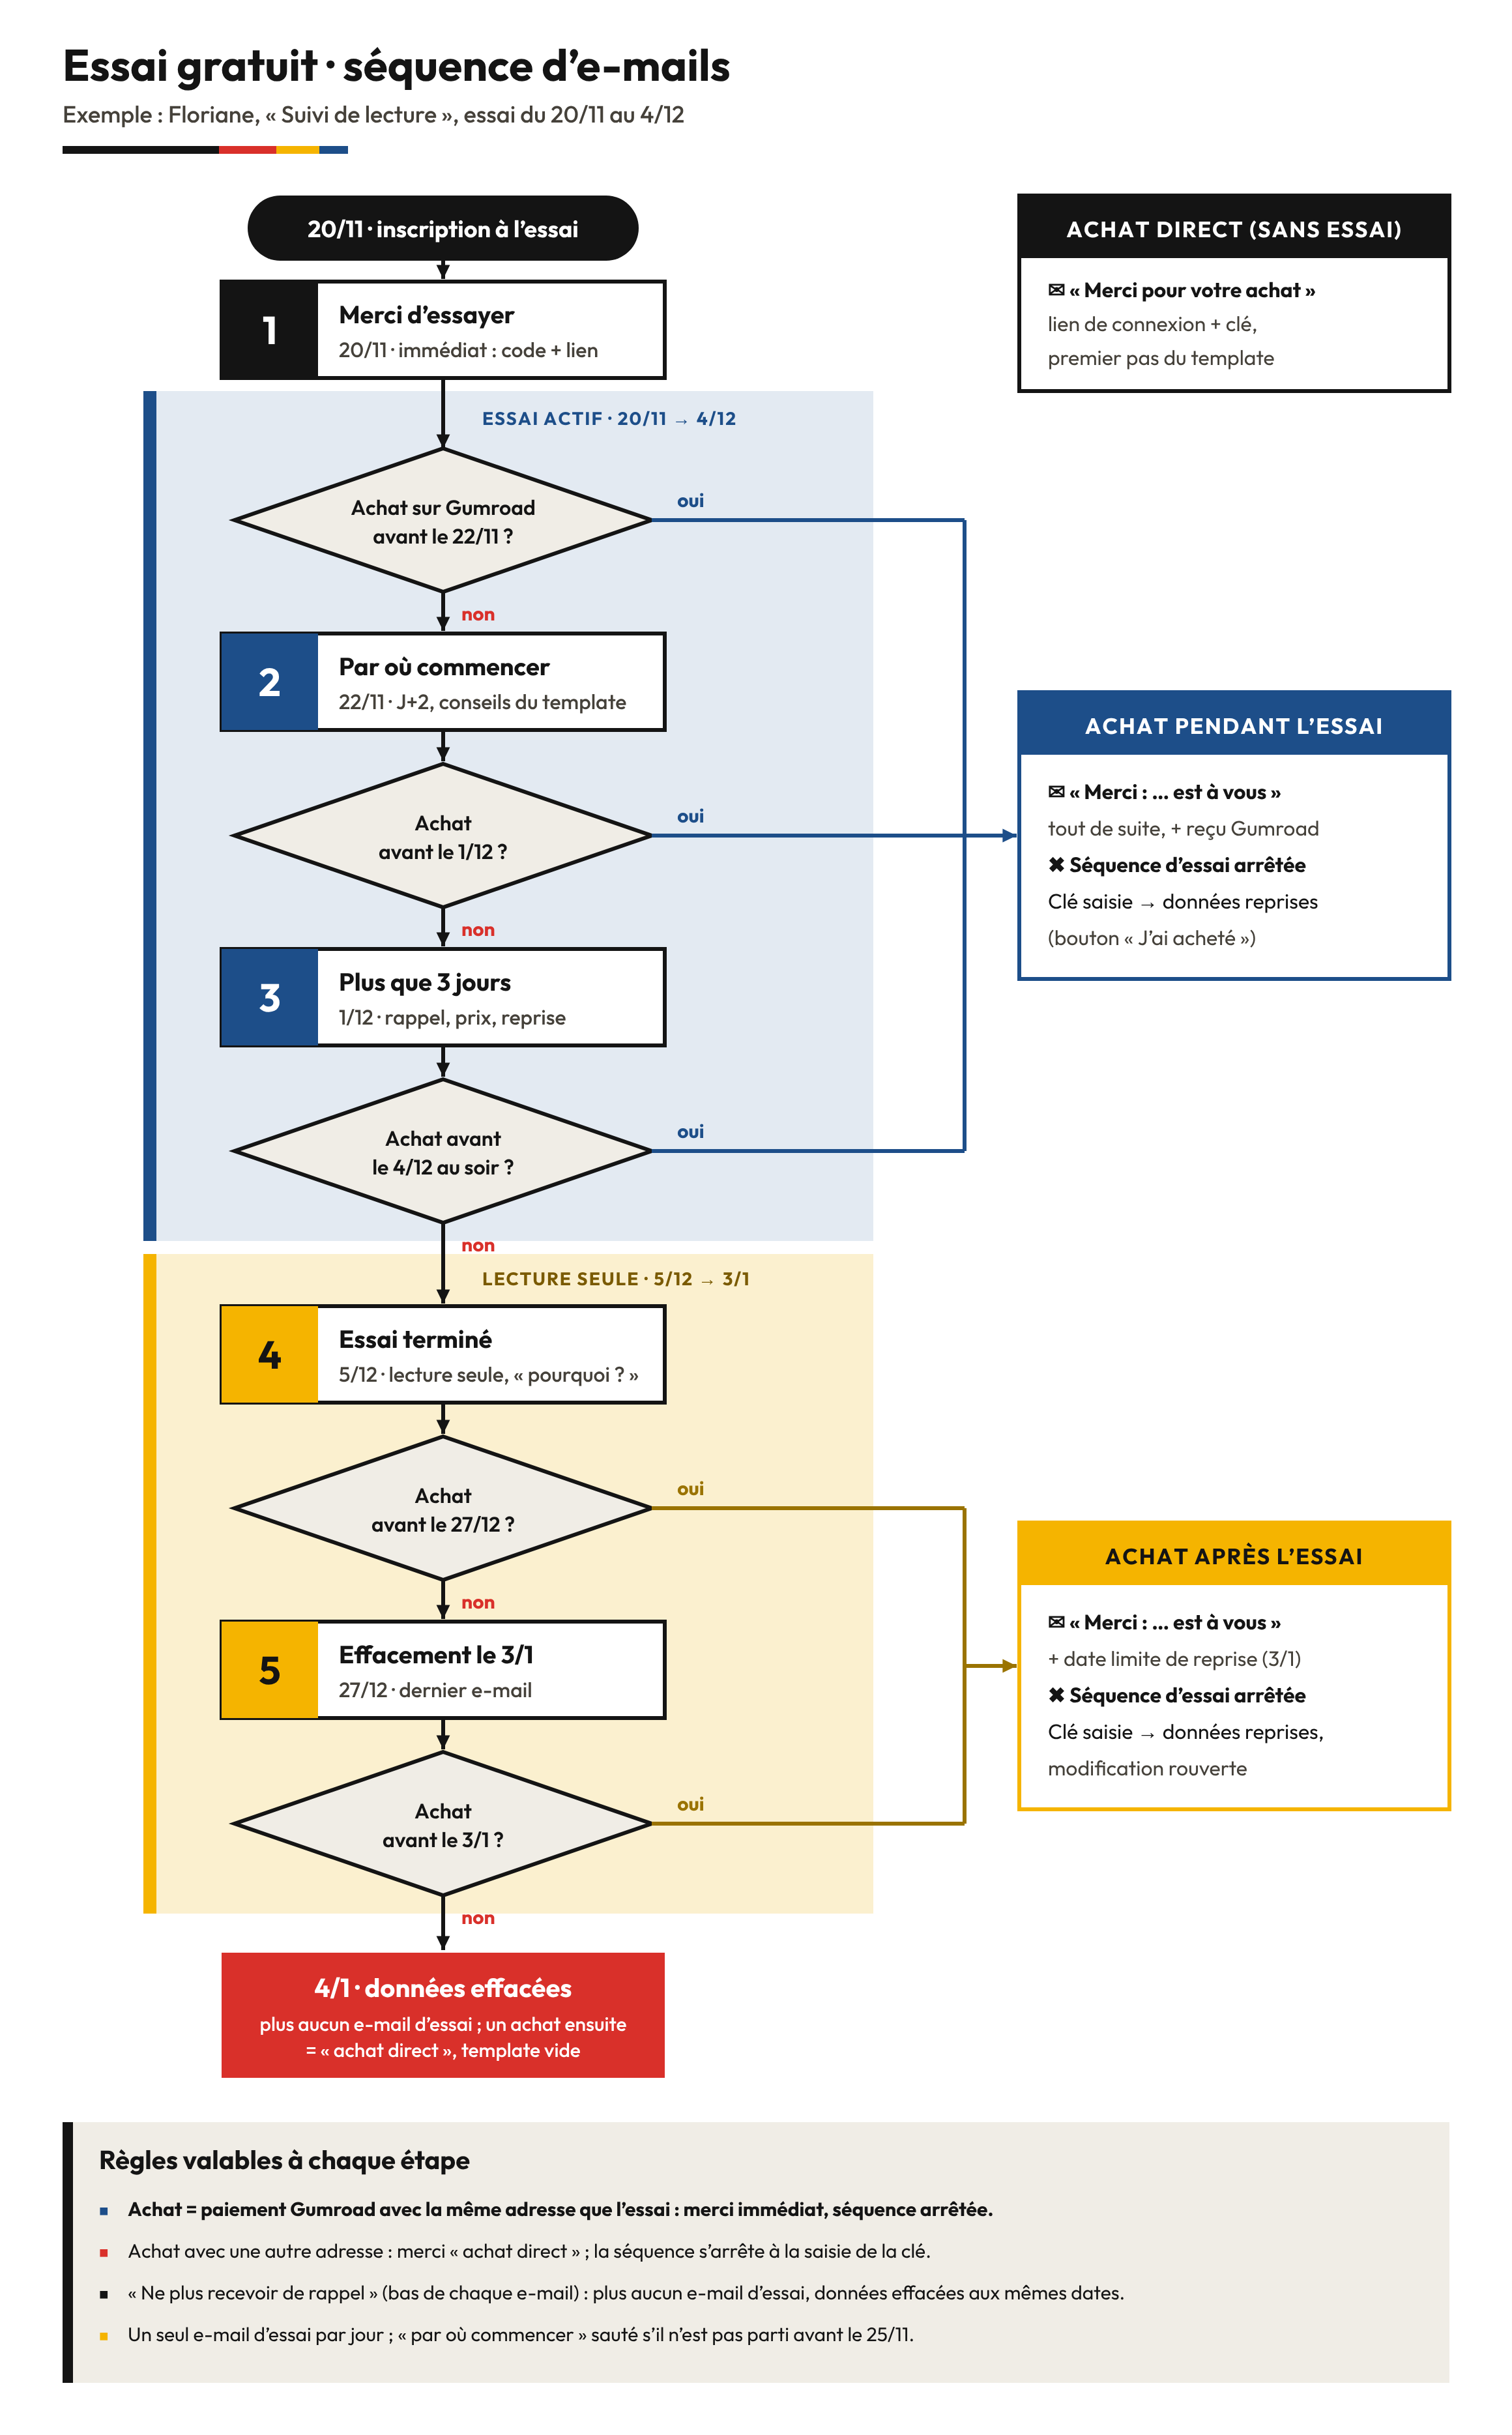 Essai gratuit · séquence d’e-mails
Exemple : Floriane, « Suivi de lecture », essai du 20/11 au 4/12
20/11 · inscription à l’essai
1
Merci d’essayer
20/11 · immédiat : code + lien
ACHAT DIRECT (SANS ESSAI)
✉ « Merci pour votre achat »
lien de connexion + clé,
premier pas du template
ESSAI ACTIF · 20/11 → 4/12
Achat sur Gumroad
avant le 22/11 ?
oui
non
2
Par où commencer
22/11 · J+2, conseils du template
Achat
avant le 1/12 ?
oui
non
ACHAT PENDANT L’ESSAI
✉ « Merci : … est à vous »
tout de suite, + reçu Gumroad
✖ Séquence d’essai arrêtée
Clé saisie → données reprises
(bouton « J’ai acheté »)
3
Plus que 3 jours
1/12 · rappel, prix, reprise
Achat avant
le 4/12 au soir ?
oui
non
LECTURE SEULE · 5/12 → 3/1
4
Essai terminé
5/12 · lecture seule, « pourquoi ? »
Achat
avant le 27/12 ?
oui
non
5
Effacement le 3/1
27/12 · dernier e-mail
ACHAT APRÈS L’ESSAI
✉ « Merci : … est à vous »
+ date limite de reprise (3/1)
✖ Séquence d’essai arrêtée
Clé saisie → données reprises,
modification rouverte
Achat
avant le 3/1 ?
oui
non
4/1 · données effacées
plus aucun e-mail d’essai ; un achat ensuite
= « achat direct », template vide
Règles valables à chaque étape
Achat = paiement Gumroad avec la même adresse que l’essai : merci immédiat, séquence arrêtée.
Achat avec une autre adresse : merci « achat direct » ; la séquence s’arrête à la saisie de la clé.
« Ne plus recevoir de rappel » (bas de chaque e-mail) : plus aucun e-mail d’essai, données effacées aux mêmes dates.
Un seul e-mail d’essai par jour ; « par où commencer » sauté s’il n’est pas parti avant le 25/11.